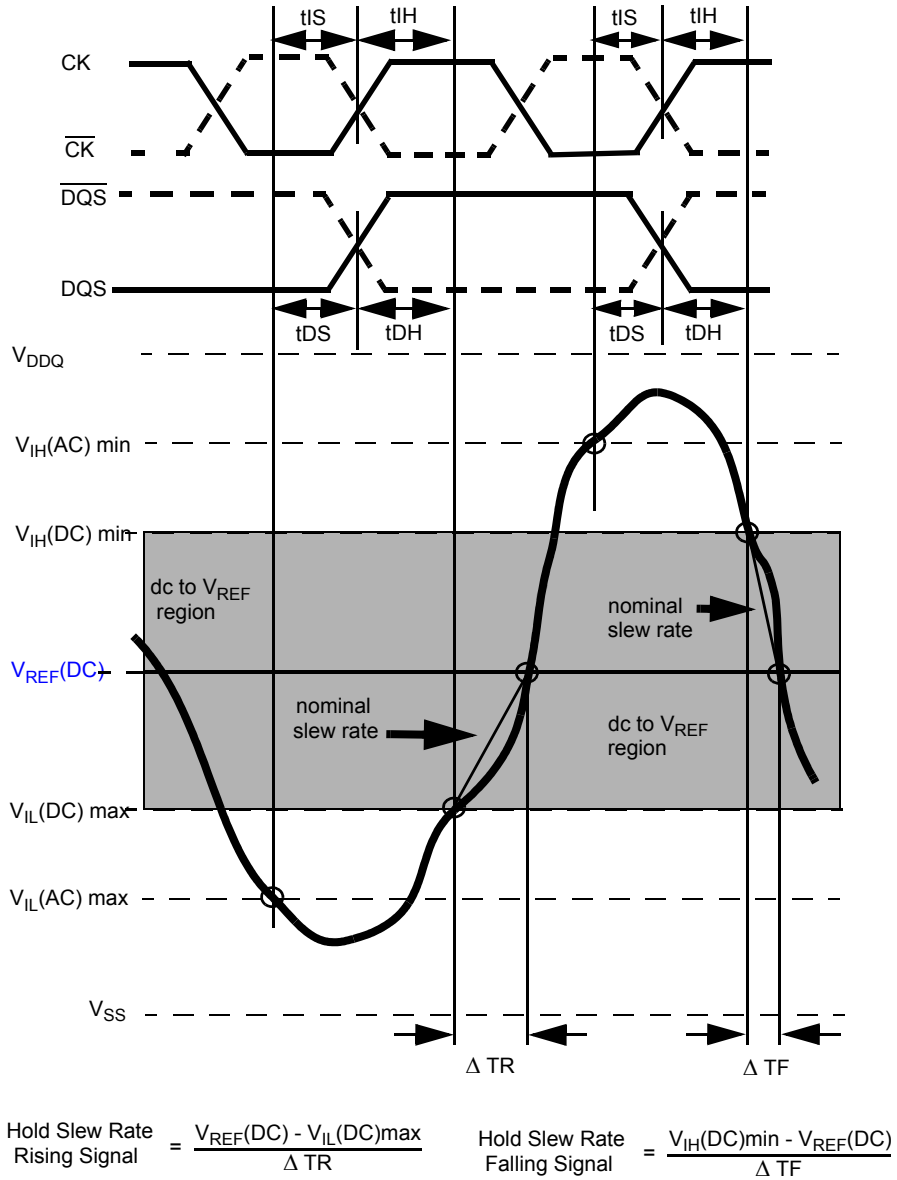 tIS tIH tIS tIH
CK
C̅K̅
D̅Q̅S̅
DQS
tDS tDH tDS tDH
VDDQ
VIH(AC) min
VIH(DC) min
dc to VREF
region
nominal
slew rate
VREF(DC)
nominal
slew rate
dc to VREF
region
VIL(DC) max
VIL(AC) max
VSS
Δ TR Δ TF
Hold Slew Rate
Rising Signal
= VREF(DC) - VIL(DC)max
Δ TR
Hold Slew Rate
Falling Signal
= VIH(DC)min - VREF(DC)
Δ TF